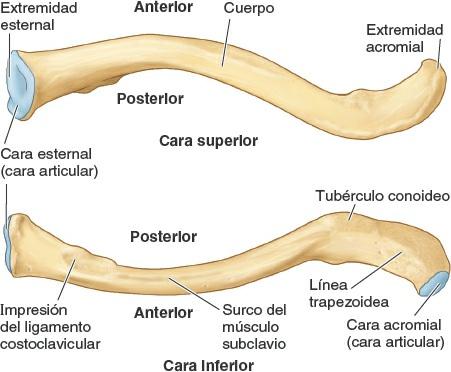 Extremidad
esternal
Anterior
Cuerpo
Extremidad
acromial
Posterior
Cara superior
Cara esternal
(cara articular)
Tubérculo conoideo
Posterior
Impresión
del ligamento
costoclavicular
Anterior
Surco del
músculo
subclavio
Línea
trapezoidea
Cara acromial
(cara articular)
Cara inferior